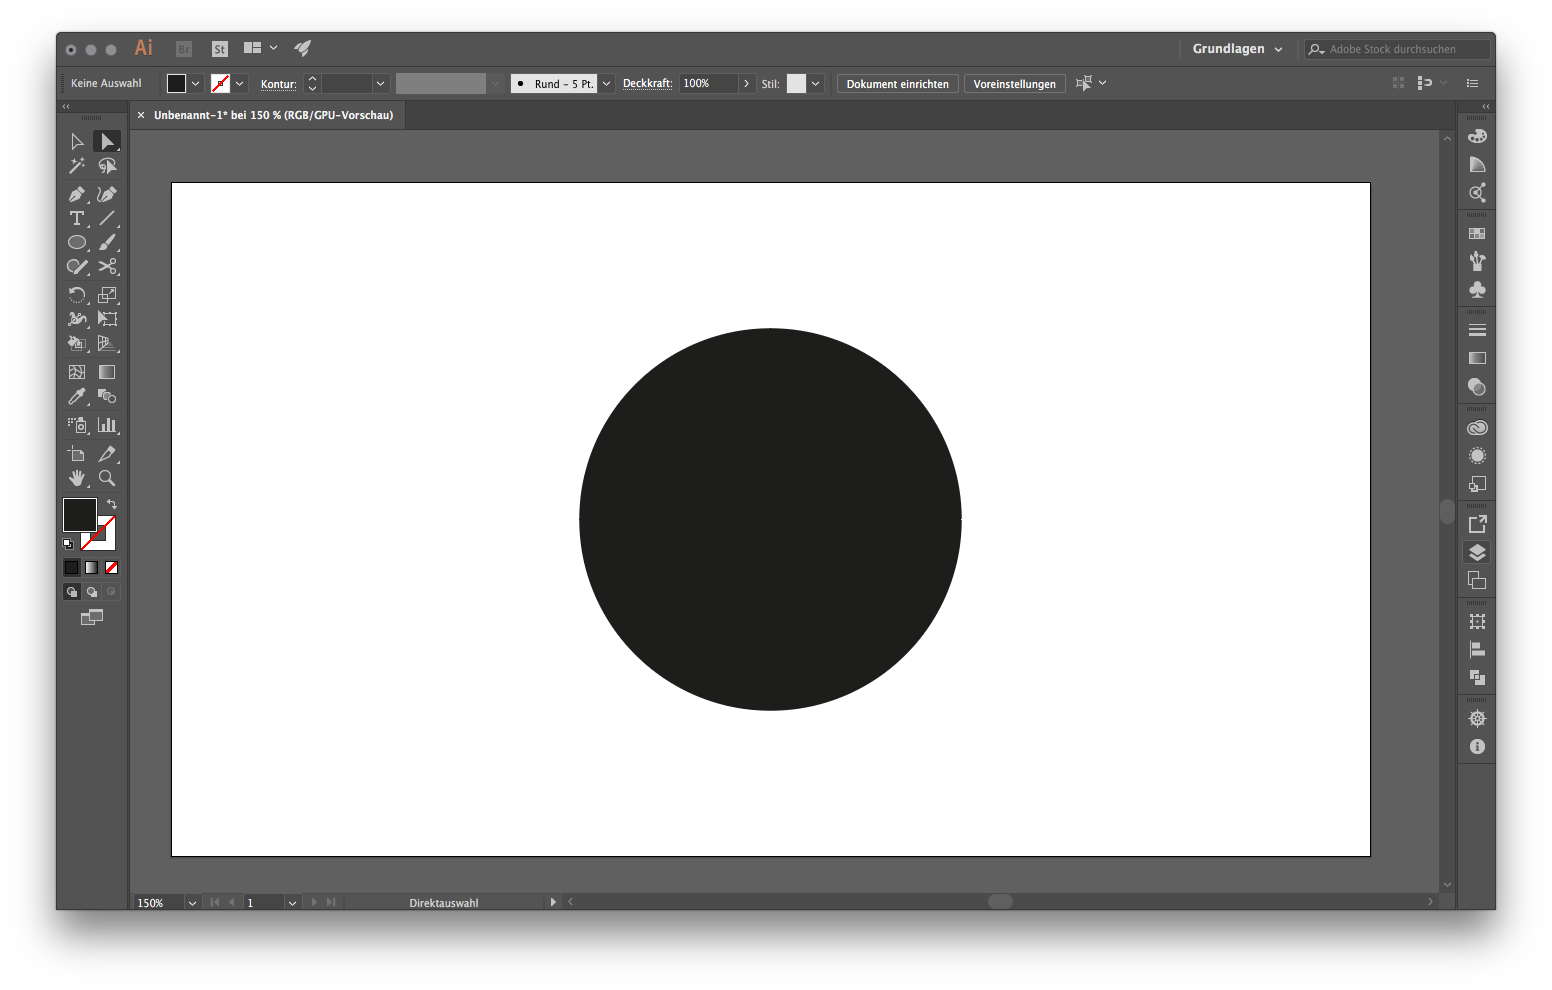 Ai Br St Grundlagen Adobe Stock durchsuchen
Keine Auswahl Kontur: Rund – 5 Pt. Deckkraft: 100% Stil: Dokument einrichten Voreinstellungen
× Unbenannt-1* bei 150 % (RGB/GPU-Vorschau)
150% 1 Direktauswahl